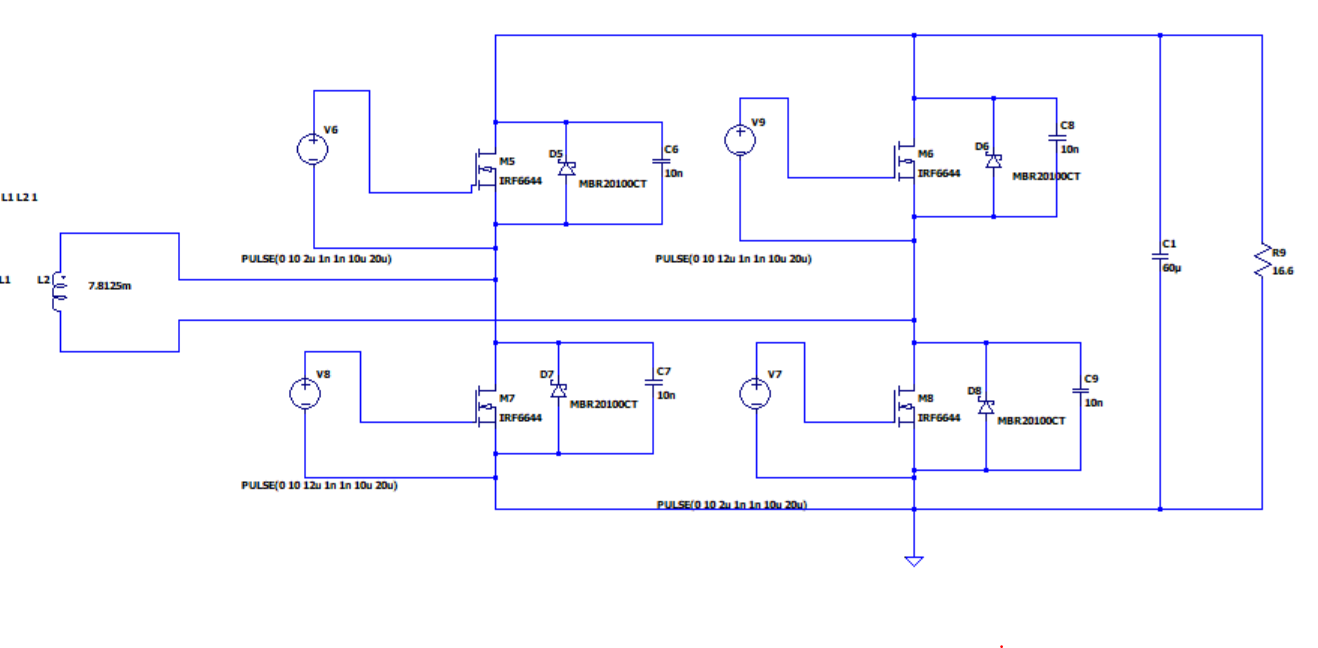 V6
V9
C8
D6
10n
M6
C6
D5
M5
10n
IRF6644
MBR20100CT
IRF6644
MBR20100CT
L1 L2 1
C1
R9
PULSE(0 10 2u 1n 1n 10u 20u)
PULSE(0 10 12u 1n 1n 10u 20u)
60µ
16.6
L1
L2
7.8125m
V8
D7
C7
V7
C9
10n
D8
10n
M7
MBR20100CT
M8
IRF6644
IRF6644
MBR20100CT
PULSE(0 10 12u 1n 1n 10u 20u)
PULSE(0 10 2u 1n 1n 10u 20u)